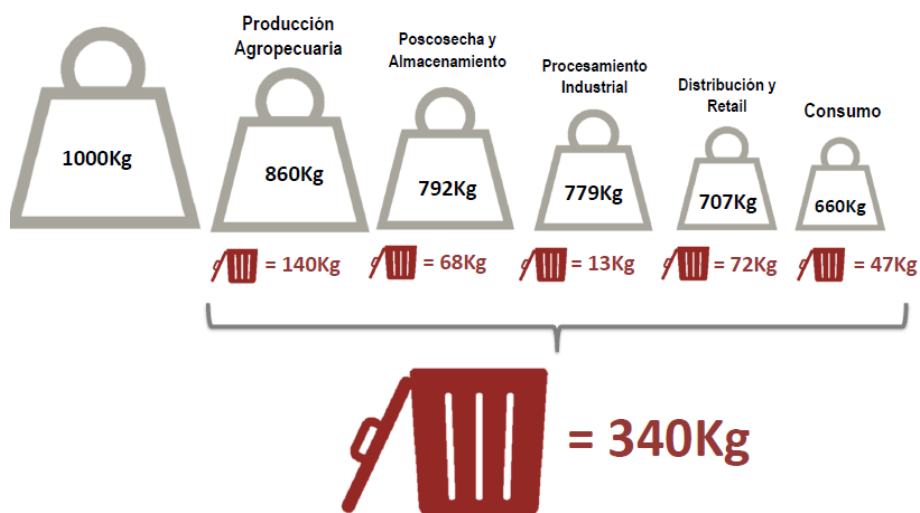 1000Kg
Producción
Agropecuaria
860Kg
= 140Kg
Poscosecha y
Almacenamiento
792Kg
= 68Kg
Procesamiento
Industrial
779Kg
= 13Kg
Distribución y
Retail
707Kg
= 72Kg
Consumo
660Kg
= 47Kg
= 340Kg